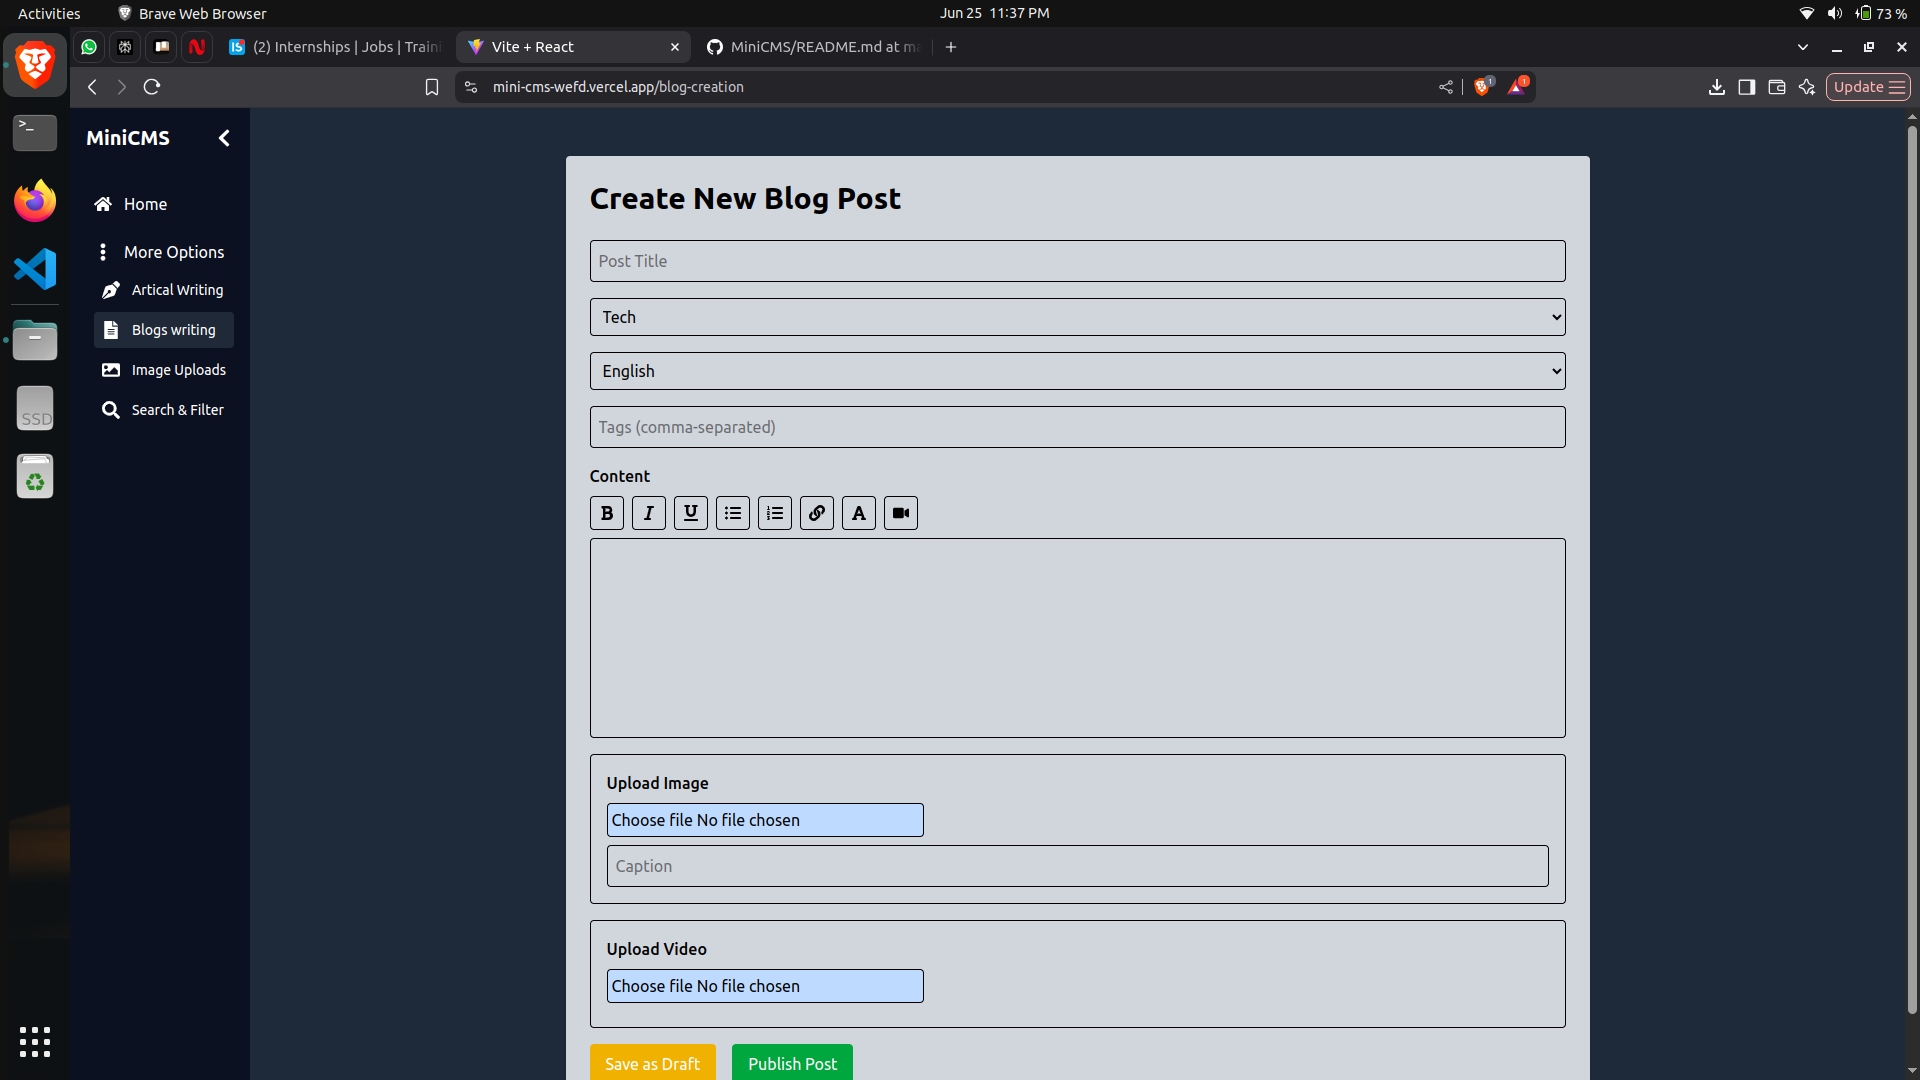 Activities Brave Web Browser Jun 25 11:37 PM 73 %
(2) Internships | Jobs | Traini Vite + React MiniCMS/README.md at ma
mini-cms-wefd.vercel.app/blog-creation 1 1 Update
MiniCMS
Home
More Options
Artical Writing
Blogs writing
Image Uploads
Search & Filter
SSD
Create New Blog Post
Post Title
Tech
English
Tags (comma-separated)
Content
B I U A
Upload Image
Choose file No file chosen
Caption
Upload Video
Choose file No file chosen
Save as Draft Publish Post